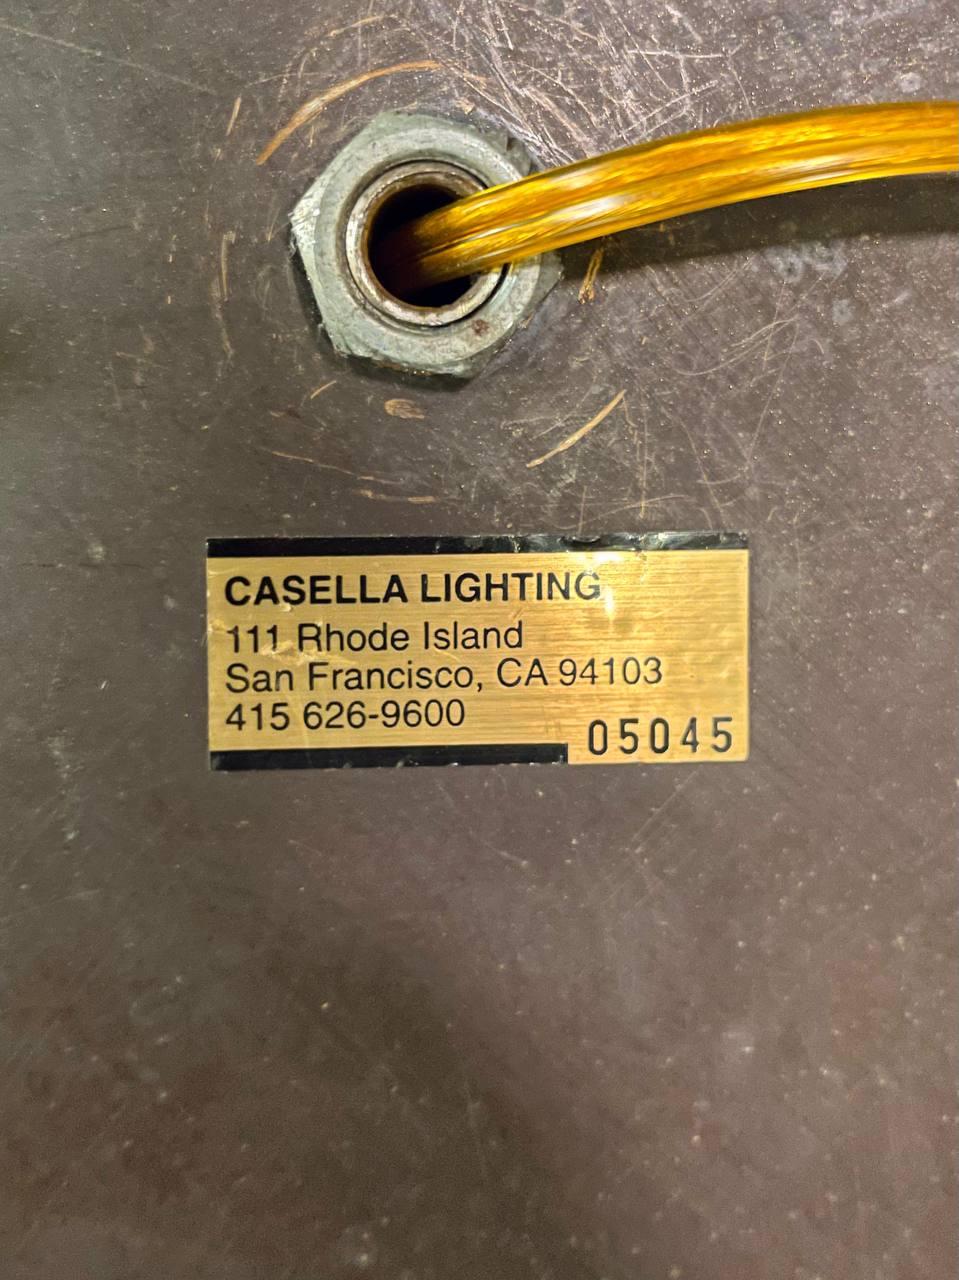 CASELLA LIGHTING
111 Rhode Island
San Francisco, CA 94103
415 626-9600
05045